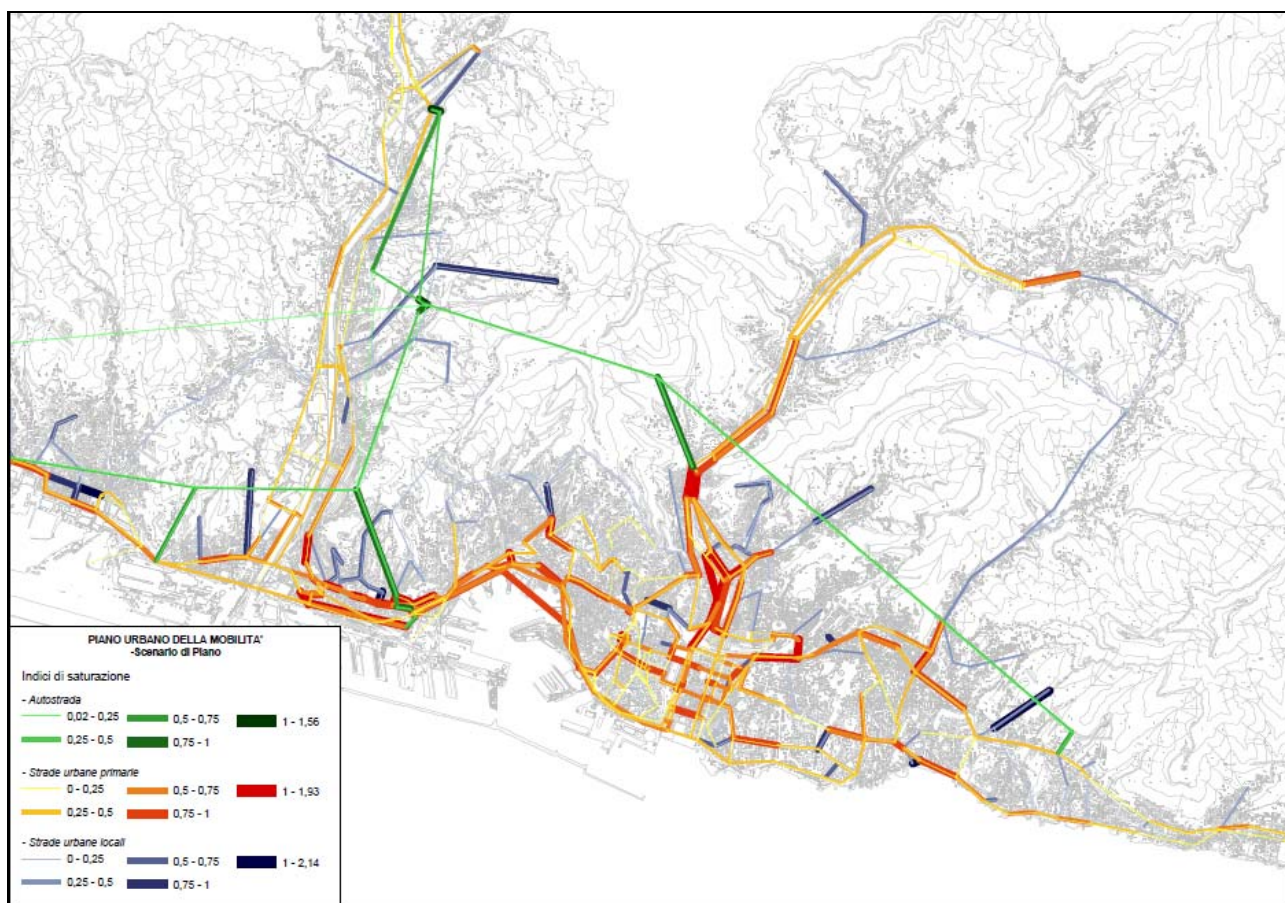 PIANO URBANO DELLA MOBILITA'
-Scenario di Piano
Indici di saturazione
- Autostrada
0,02 - 0,25 0,5 - 0,75 1 - 1,56
0,25 - 0,5 0,75 - 1
- Strade urbane primarie
0 - 0,25 0,5 - 0,75 1 - 1,93
0,25 - 0,5 0,75 - 1
- Strade urbane locali
0 - 0,25 0,5 - 0,75 1 - 2,14
0,25 - 0,5 0,75 - 1